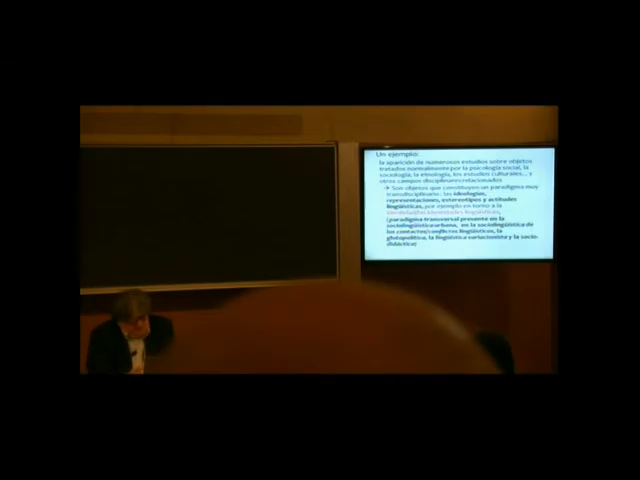 Un ejemplo:
la aparición de numerosos estudios sobre objetos
tratados normalmente por la psicología social, la
sociología, la etnología, los estudios culturales... y
otros campos disciplinares relacionados
→ Son objetos que constituyen un paradigma muy
transdisciplinario: las ideologías,
representaciones, estereotipos y actitudes
lingüísticas, por ejemplo en torno a la
lingüísticas,
(paradigma transversal presente en la
sociolingüística urbana, en la sociolingüística de
los contactos/conflictos lingüísticos, la
glotopolítica, la lingüística variacionista y la socio-
didáctica)